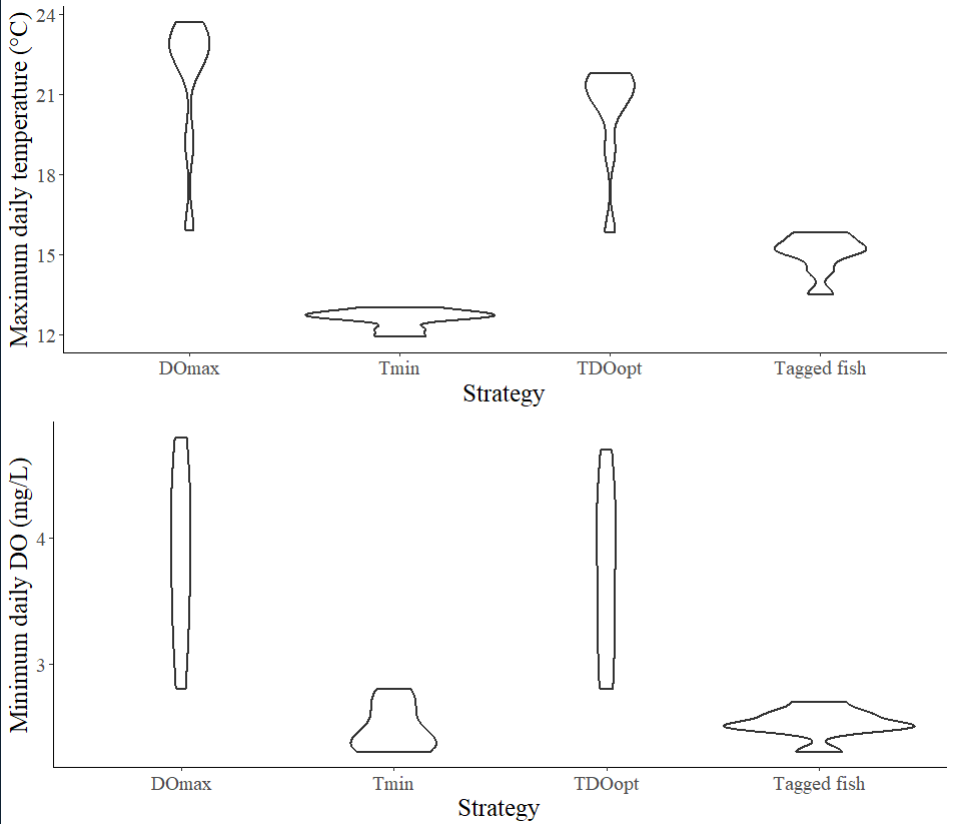 Maximum daily temperature (°C)
24
21
18
15
12
DOmax Tmin TDOopt Tagged fish
Strategy
Minimum daily DO (mg/L)
4
3
DOmax Tmin TDOopt Tagged fish
Strategy